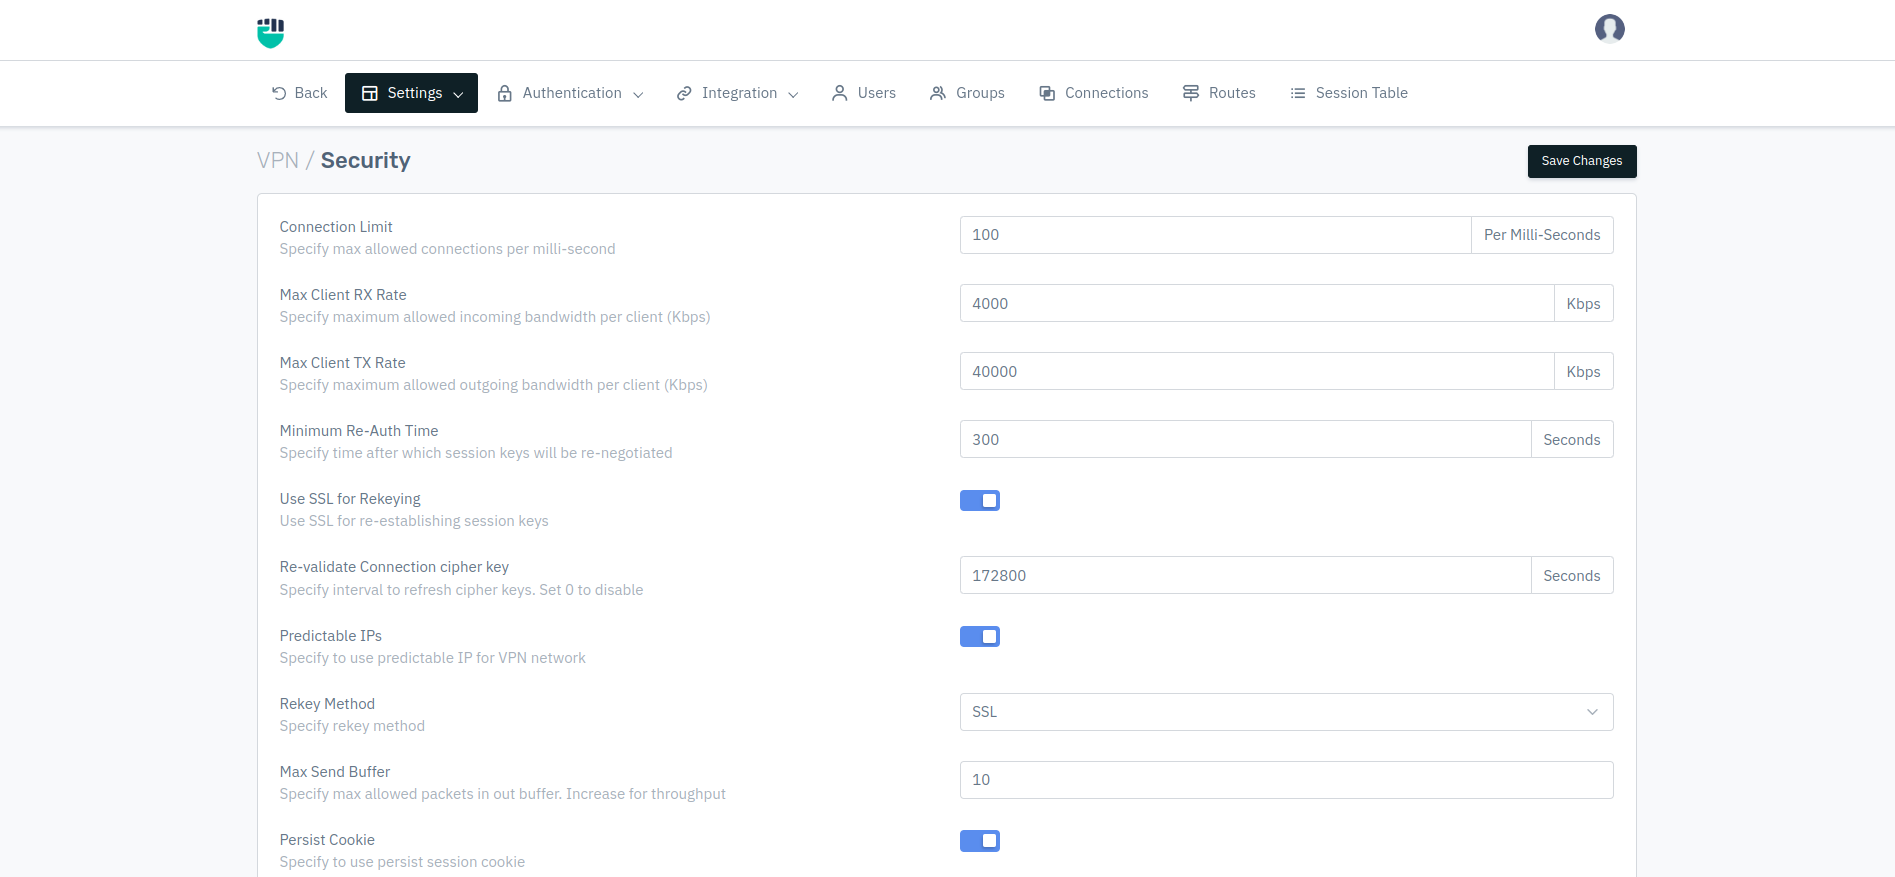 Back
Settings
Authentication
Integration
Users
Groups
Connections
Routes
Session Table
VPN / Security
Save Changes
Connection Limit
Specify max allowed connections per milli-second
100
Per Milli-Seconds
Max Client RX Rate
Specify maximum allowed incoming bandwidth per client (Kbps)
4000
Kbps
Max Client TX Rate
Specify maximum allowed outgoing bandwidth per client (Kbps)
40000
Kbps
Minimum Re-Auth Time
Specify time after which session keys will be re-negotiated
300
Seconds
Use SSL for Rekeying
Use SSL for re-establishing session keys
Re-validate Connection cipher key
Specify interval to refresh cipher keys. Set 0 to disable
172800
Seconds
Predictable IPs
Specify to use predictable IP for VPN network
Rekey Method
Specify rekey method
SSL
Max Send Buffer
Specify max allowed packets in out buffer. Increase for throughput
10
Persist Cookie
Specify to use persist session cookie